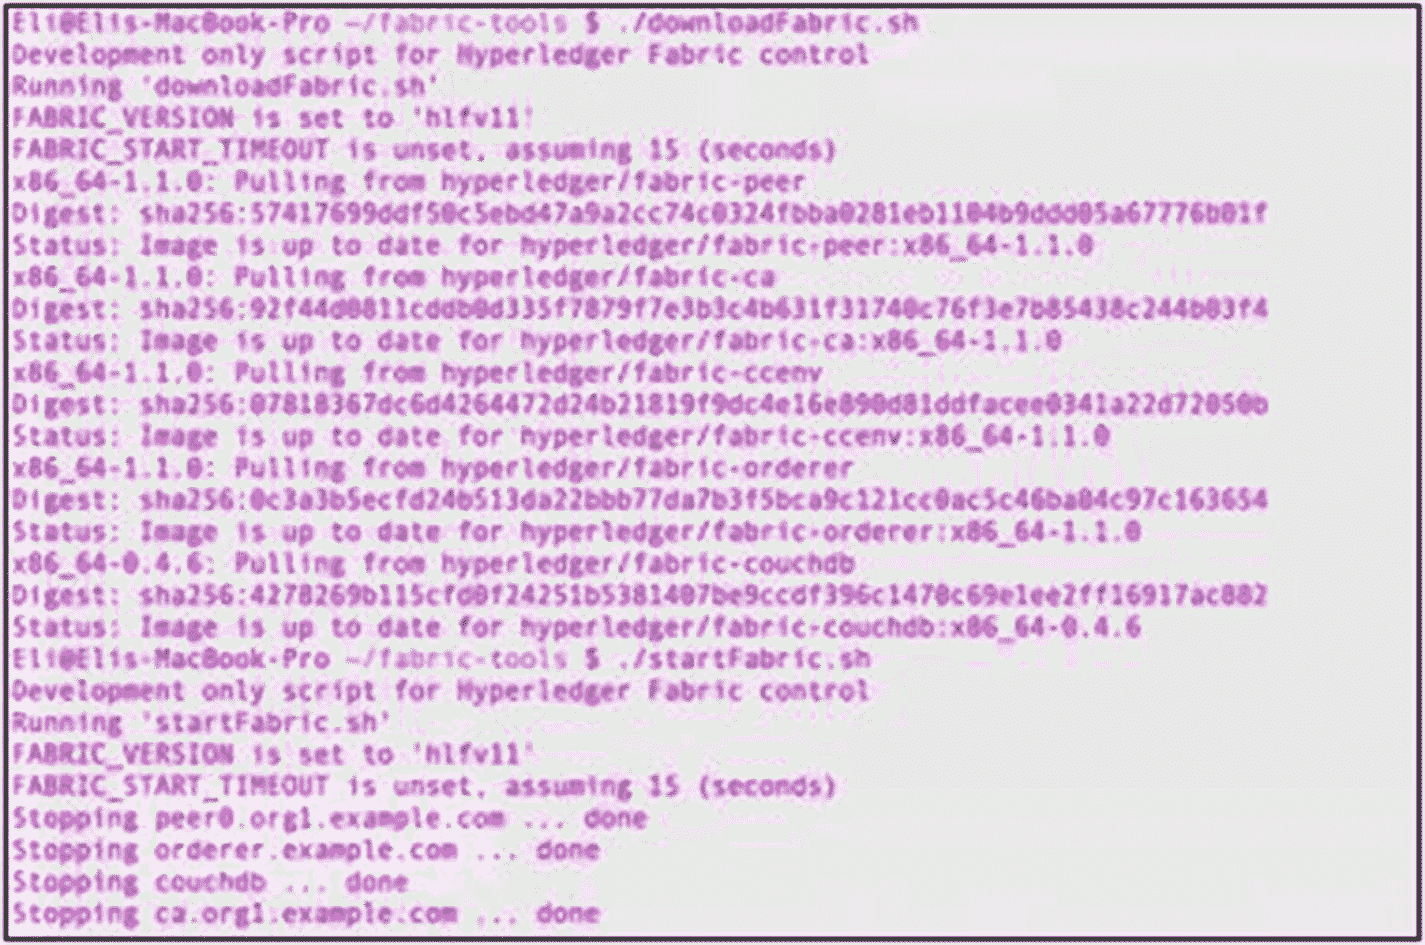 Eli@Elis-MacBook-Pro ~/fabric-tools $ ./downloadFabric.sh
Development only script for Hyperledger Fabric control
Running 'downloadFabric.sh'
FABRIC_VERSION is set to 'hlfv11'
FABRIC_START_TIMEOUT is unset, assuming 15 (seconds)
x86_64-1.1.0: Pulling from hyperledger/fabric-peer
Digest:
Status: Image is up to date for hyperledger/fabric-peer:x86_64-1.1.0
x86_64-1.1.0: Pulling from hyperledger/fabric-ca
Digest:
Status: Image is up to date for hyperledger/fabric-ca:x86_64-1.1.0
x86_64-1.1.0: Pulling from hyperledger/fabric-ccenv
Digest:
Status: Image is up to date for hyperledger/fabric-ccenv:x86_64-1.1.0
x86_64-1.1.0: Pulling from hyperledger/fabric-orderer
Digest:
Status: Image is up to date for hyperledger/fabric-orderer:x86_64-1.1.0
x86_64-0.4.6: Pulling from hyperledger/fabric-couchdb
Digest:
Status: Image is up to date for hyperledger/fabric-couchdb:x86_64-0.4.6
Eli@Elis-MacBook-Pro ~/fabric-tools $ ./startFabric.sh
Development only script for Hyperledger Fabric control
Running 'startFabric.sh'
FABRIC_VERSION is set to 'hlfv11'
FABRIC_START_TIMEOUT is unset, assuming 15 (seconds)
Stopping peer0.org1.example.com ... done
Stopping orderer.example.com ... done
Stopping couchdb ... done
Stopping ca.org1.example.com ... done